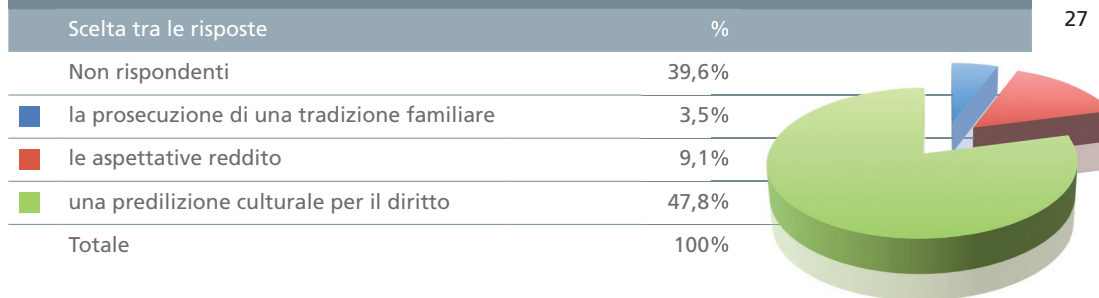 27
Scelta tra le risposte %
Non rispondenti 39,6%
la prosecuzione di una tradizione familiare 3,5%
le aspettative reddito 9,1%
una predilizione culturale per il diritto 47,8%
Totale 100%